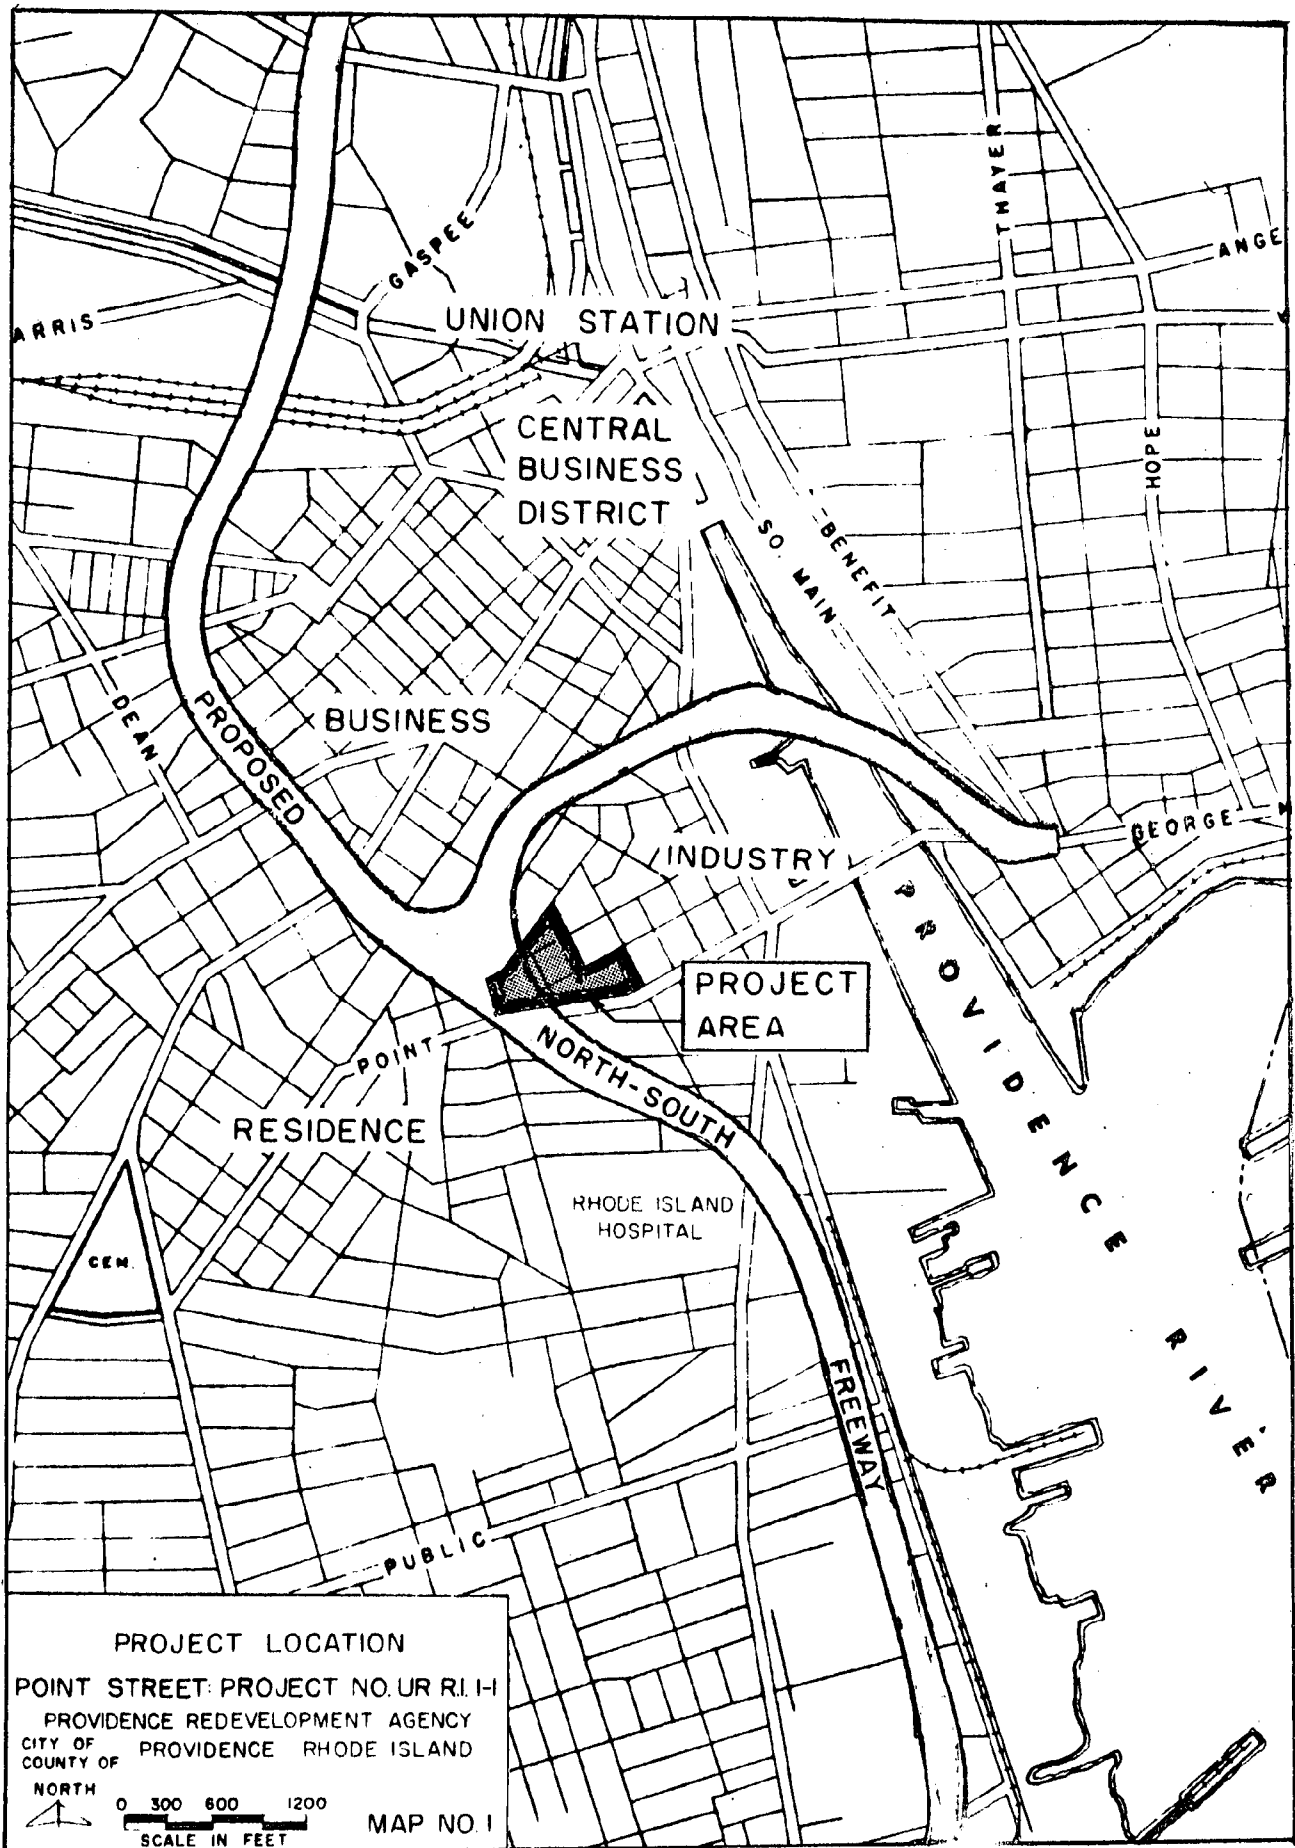 THAYER
ANGE
GASPEE
ARRIS
UNION STATION
CENTRAL
BUSINESS
DISTRICT
HOPE
SO. MAIN
BENEFIT
DEAN
PROPOSED
BUSINESS
GEORGE
INDUSTRY
PROJECT
AREA
PROVIDENCE RIVER
POINT
NORTH-SOUTH
RESIDENCE
RHODE ISLAND
HOSPITAL
CEM.
FREEWAY
PUBLIC
PROJECT LOCATION
POINT STREET: PROJECT NO. UR R.I. 1-1
PROVIDENCE REDEVELOPMENT AGENCY
CITY OF
COUNTY OF PROVIDENCE RHODE ISLAND
NORTH
0 300 600 1200
SCALE IN FEET
MAP NO. 1